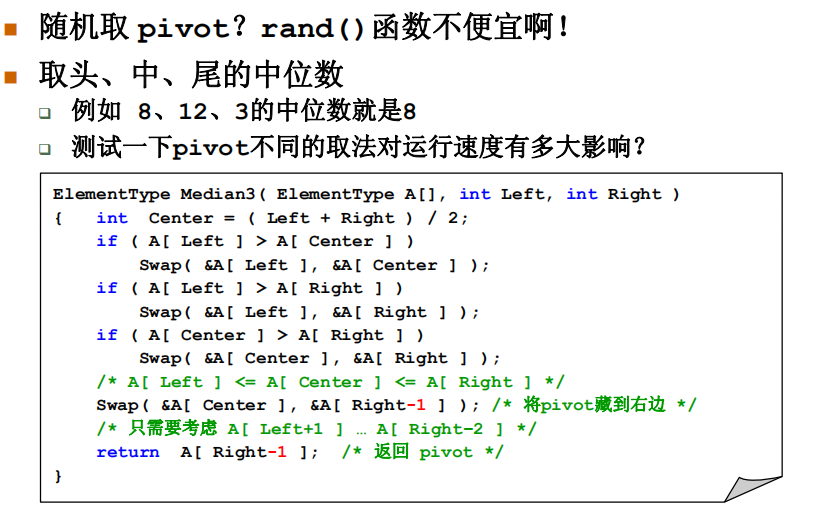 随机取 pivot？rand()函数不便宜啊！
取头、中、尾的中位数
例如 8、12、3的中位数就是8
测试一下pivot不同的取法对运行速度有多大影响？
ElementType Median3( ElementType A[], int Left, int Right )
{ int Center = ( Left + Right ) / 2;
if ( A[ Left ] > A[ Center ] )
Swap( &A[ Left ], &A[ Center ] );
if ( A[ Left ] > A[ Right ] )
Swap( &A[ Left ], &A[ Right ] );
if ( A[ Center ] > A[ Right ] )
Swap( &A[ Center ], &A[ Right ] );
/* A[ Left ] <= A[ Center ] <= A[ Right ] */
Swap( &A[ Center ], &A[ Right-1 ] ); /* 将pivot藏到右边 */
/* 只需要考虑 A[ Left+1 ] … A[ Right–2 ] */
return A[ Right-1 ]; /* 返回 pivot */
}